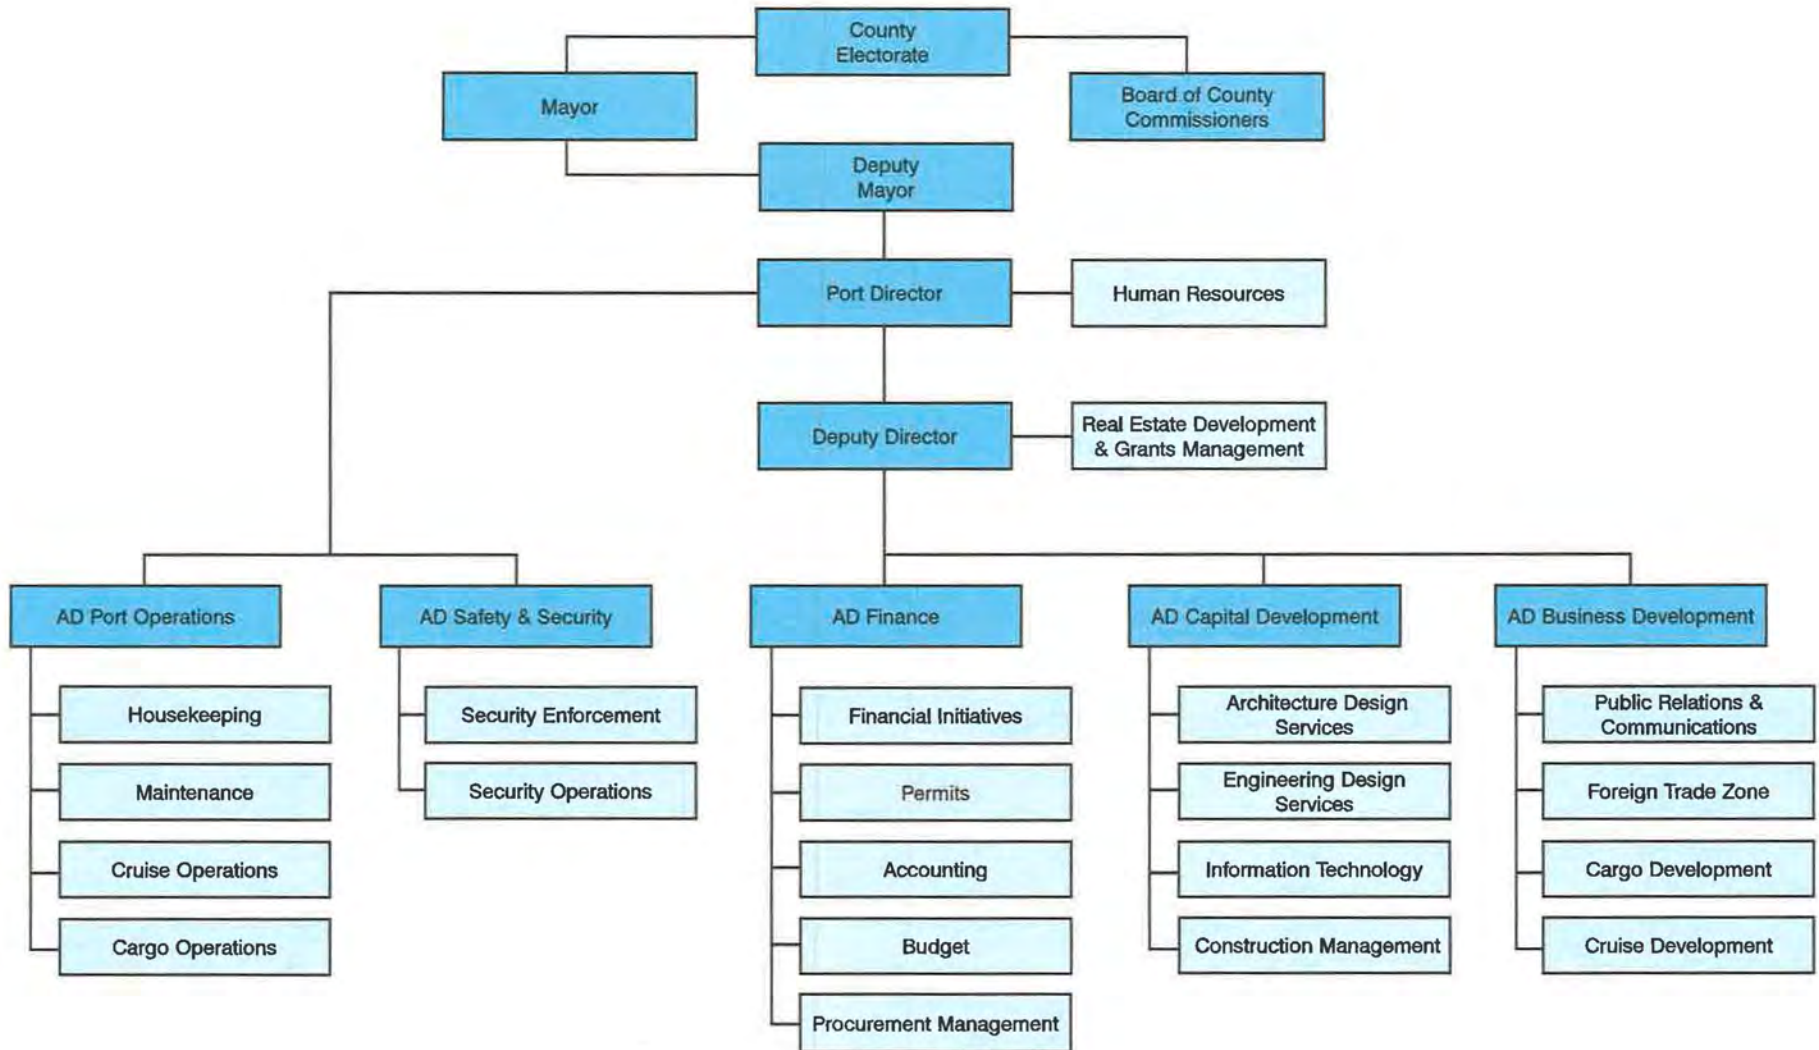 County
Electorate
Mayor
Board of County
Commissioners
Deputy
Mayor
Port Director
Human Resources
Deputy Director
Real Estate Development
& Grants Management
AD Port Operations
AD Safety & Security
AD Finance
AD Capital Development
AD Business Development
Housekeeping
Maintenance
Cruise Operations
Cargo Operations
Security Enforcement
Security Operations
Financial Initiatives
Permits
Accounting
Budget
Procurement Management
Architecture Design
Services
Engineering Design
Services
Information Technology
Construction Management
Public Relations &
Communications
Foreign Trade Zone
Cargo Development
Cruise Development